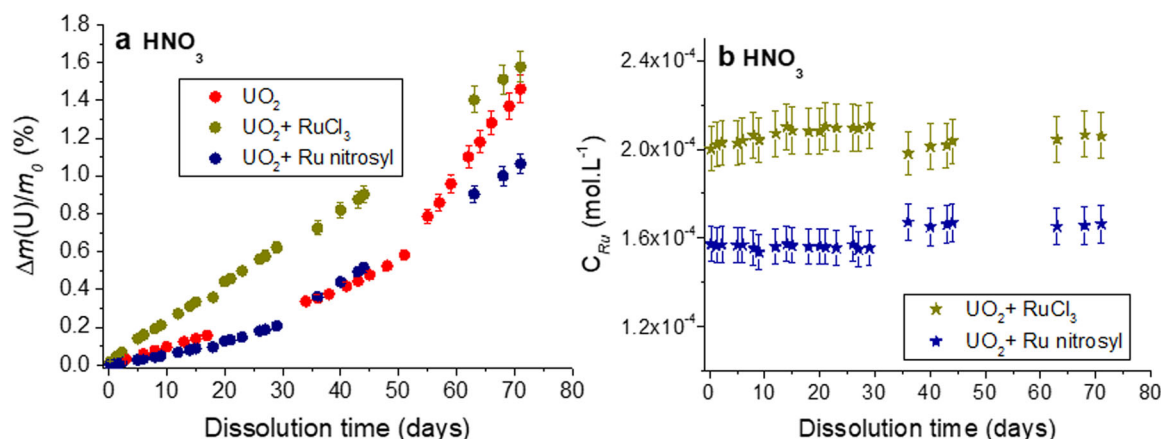 a HNO₃
UO₂
UO₂+ RuCl₃
UO₂+ Ru nitrosyl
Δm(U)/m₀ (%)
1.8
1.6
1.4
1.2
1.0
0.8
0.6
0.4
0.2
0.0
0 10 20 30 40 50 60 70 80
Dissolution time (days)
b HNO₃
C_Ru (mol.L⁻¹)
2.4x10⁻⁴
2.0x10⁻⁴
1.6x10⁻⁴
1.2x10⁻⁴
UO₂+ RuCl₃
UO₂+ Ru nitrosyl
0 10 20 30 40 50 60 70 80
Dissolution time (days)